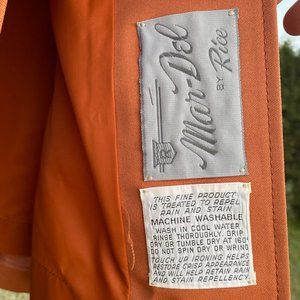 Mar-Del
BY Rice
THIS FINE PRODUCT
IS TREATED TO REPEL
RAIN AND STAIN
MACHINE WASHABLE
WASH IN COOL WATER
RINSE THOROUGHLY. DRIP
DRY OR TUMBLE DRY AT 160°
DO NOT SPIN DRY OR WRING
TOUCH UP IRONING HELPS
RESTORE CRISP APPEARANCE
AND WILL HELP RETAIN RAIN
AND STAIN REPELLENCY.